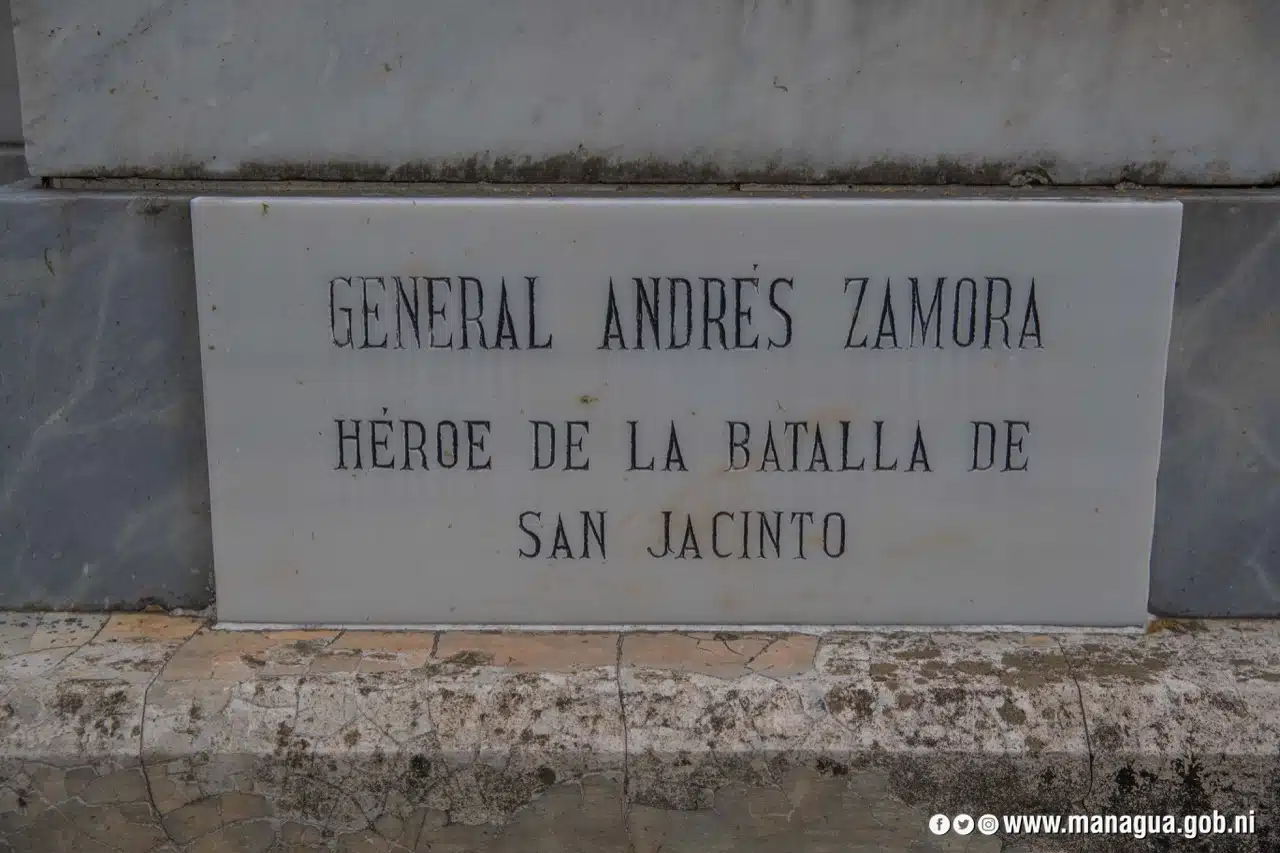 GENERAL ANDRÉS ZAMORA
HÉROE DE LA BATALLA DE
SAN JACINTO
www.managua.gob.ni